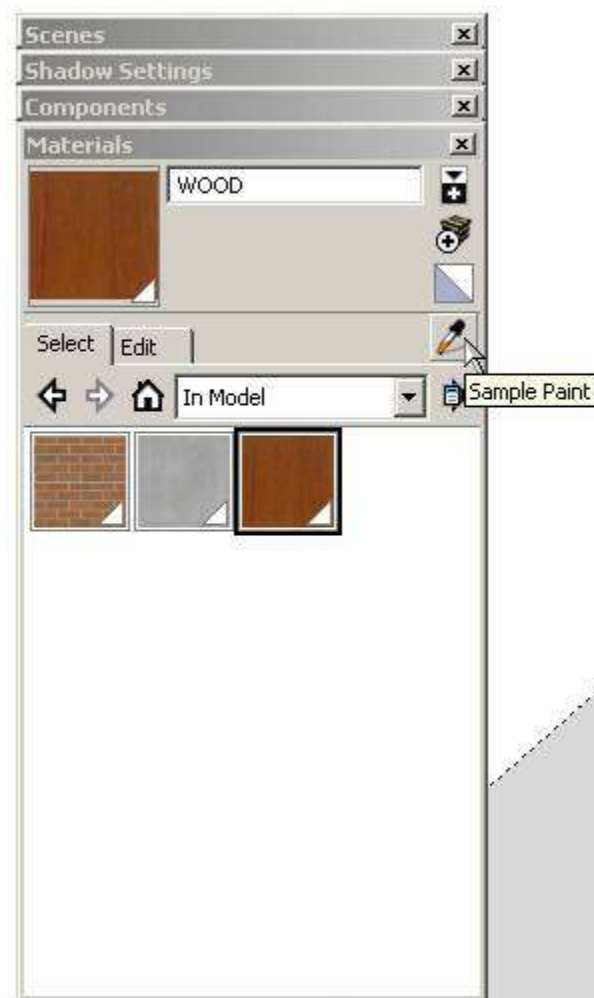 Scenes
Shadow Settings
Components
Materials
WOOD
Select
Edit
In Model
Sample Paint